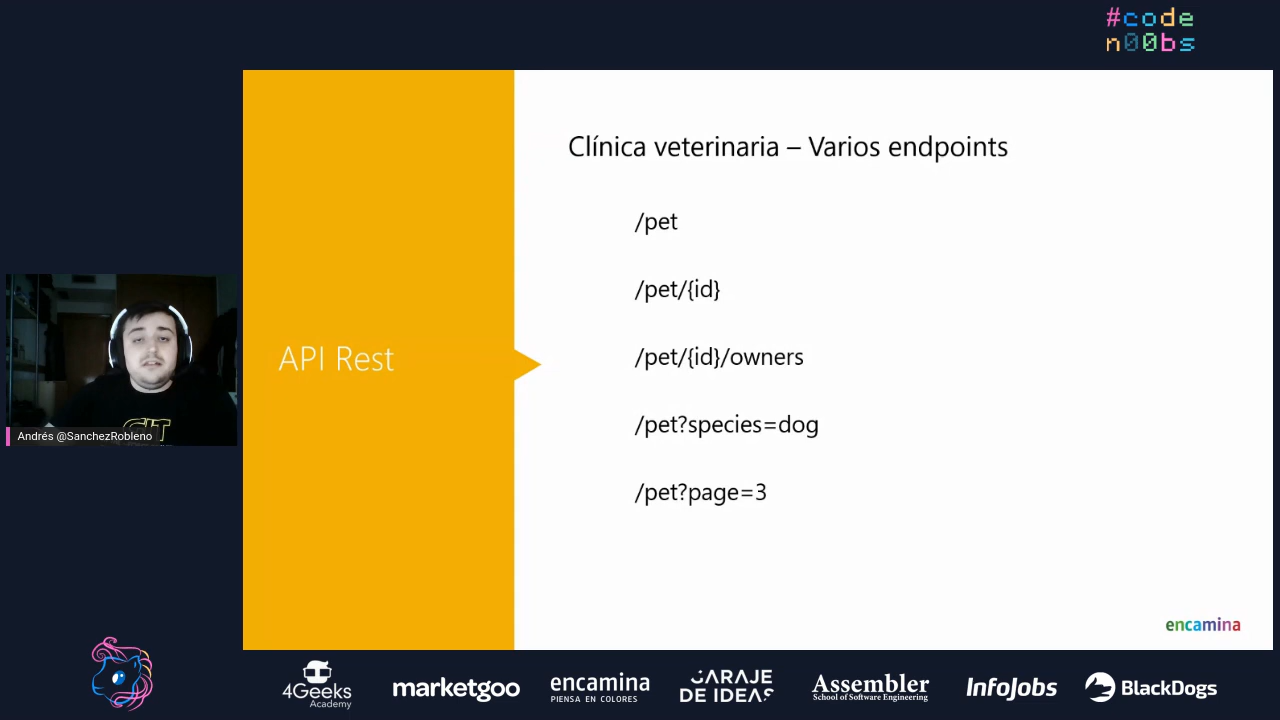 #code
n00bs
Clínica veterinaria – Varios endpoints
/pet
/pet/{id}
/pet/{id}/owners
/pet?species=dog
/pet?page=3
API Rest
GIT
Andrés @SanchezRobleno
encamina
4Geeks
Academy
marketgoo
encamina
PIENSA EN COLORES
GARAJE
DE IDEAS
Assembler
School of Software Engineering
InfoJobs
BlackDogs